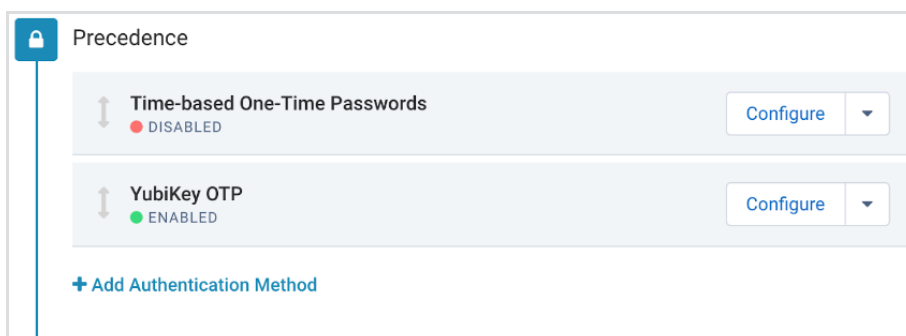 Precedence
Time-based One-Time Passwords
DISABLED
Configure
YubiKey OTP
ENABLED
Configure
+ Add Authentication Method